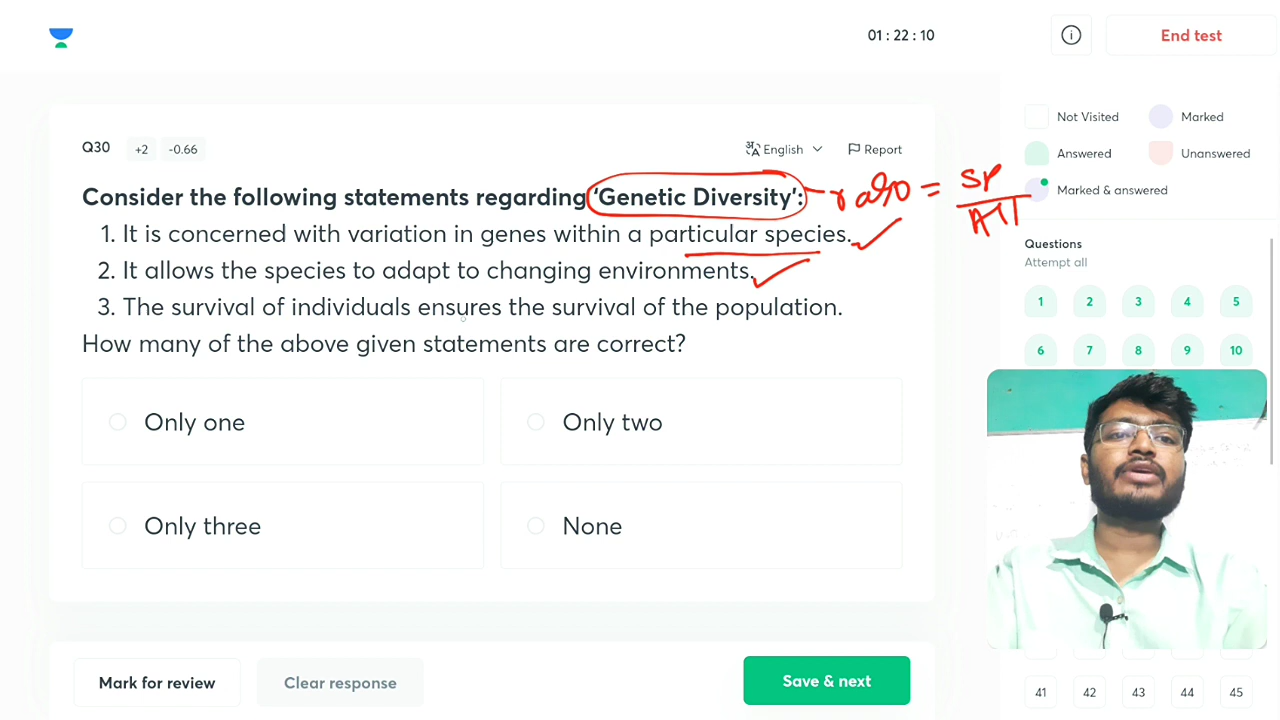 01 : 22 : 10
End test
Q30 +2 -0.66
English
Report
Not Visited
Marked
Answered
Unanswered
Marked & answered
Consider the following statements regarding 'Genetic Diversity':
1. It is concerned with variation in genes within a particular species.
2. It allows the species to adapt to changing environments.
3. The survival of individuals ensures the survival of the population.
How many of the above given statements are correct?
Only one
Only two
Only three
None
Questions
Attempt all
1 2 3 4 5
6 7 8 9 10
41 42 43 44 45
Mark for review
Clear response
Save & next